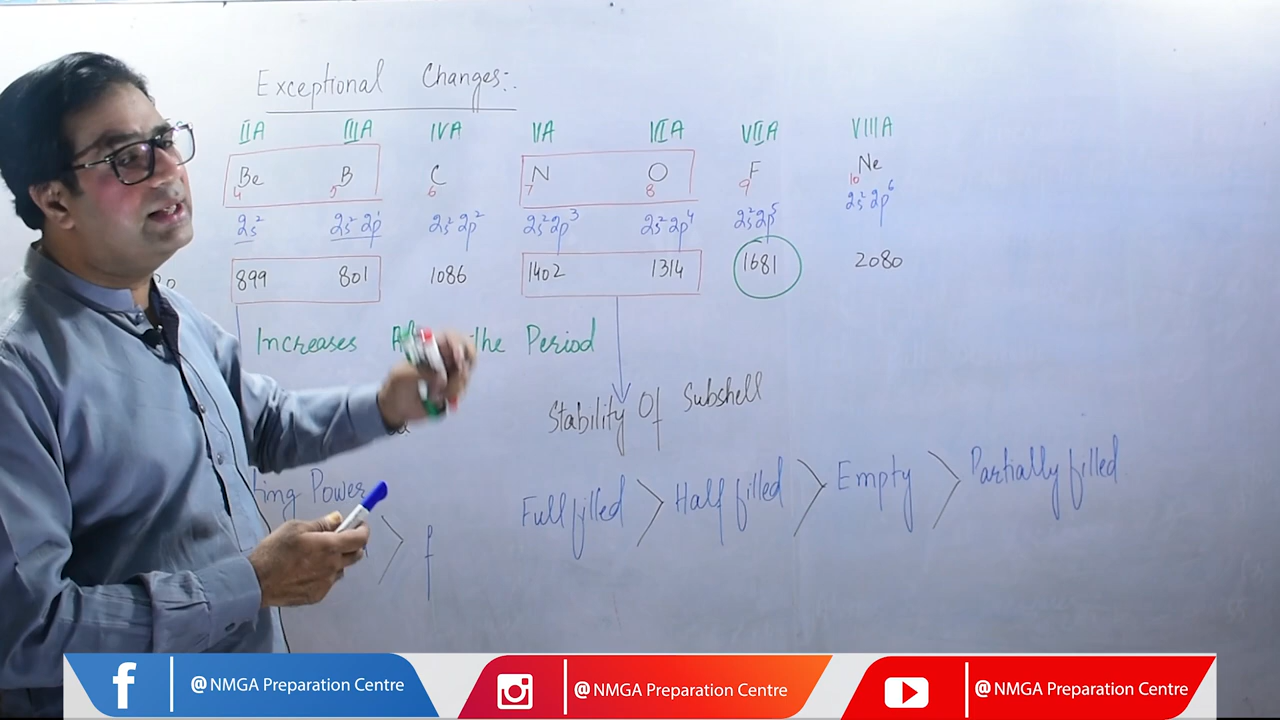 Exceptional Changes:-
IIA IIIA IVA VA VIA VIIA VIIIA
Be B C N O F Ne
4 5 6 7 8 9 10
2s² 2s² 2p¹ 2s² 2p² 2s² 2p³ 2s² 2p⁴ 2s² 2p⁵ 2s² 2p⁶
899 801 1086 1402 1314 1681 2080
Increases the Period
Stability Of Subshell
ting Power
Full filled > Half filled > Empty > Partially filled
> f
@NMGA Preparation Centre
@NMGA Preparation Centre
@NMGA Preparation Centre